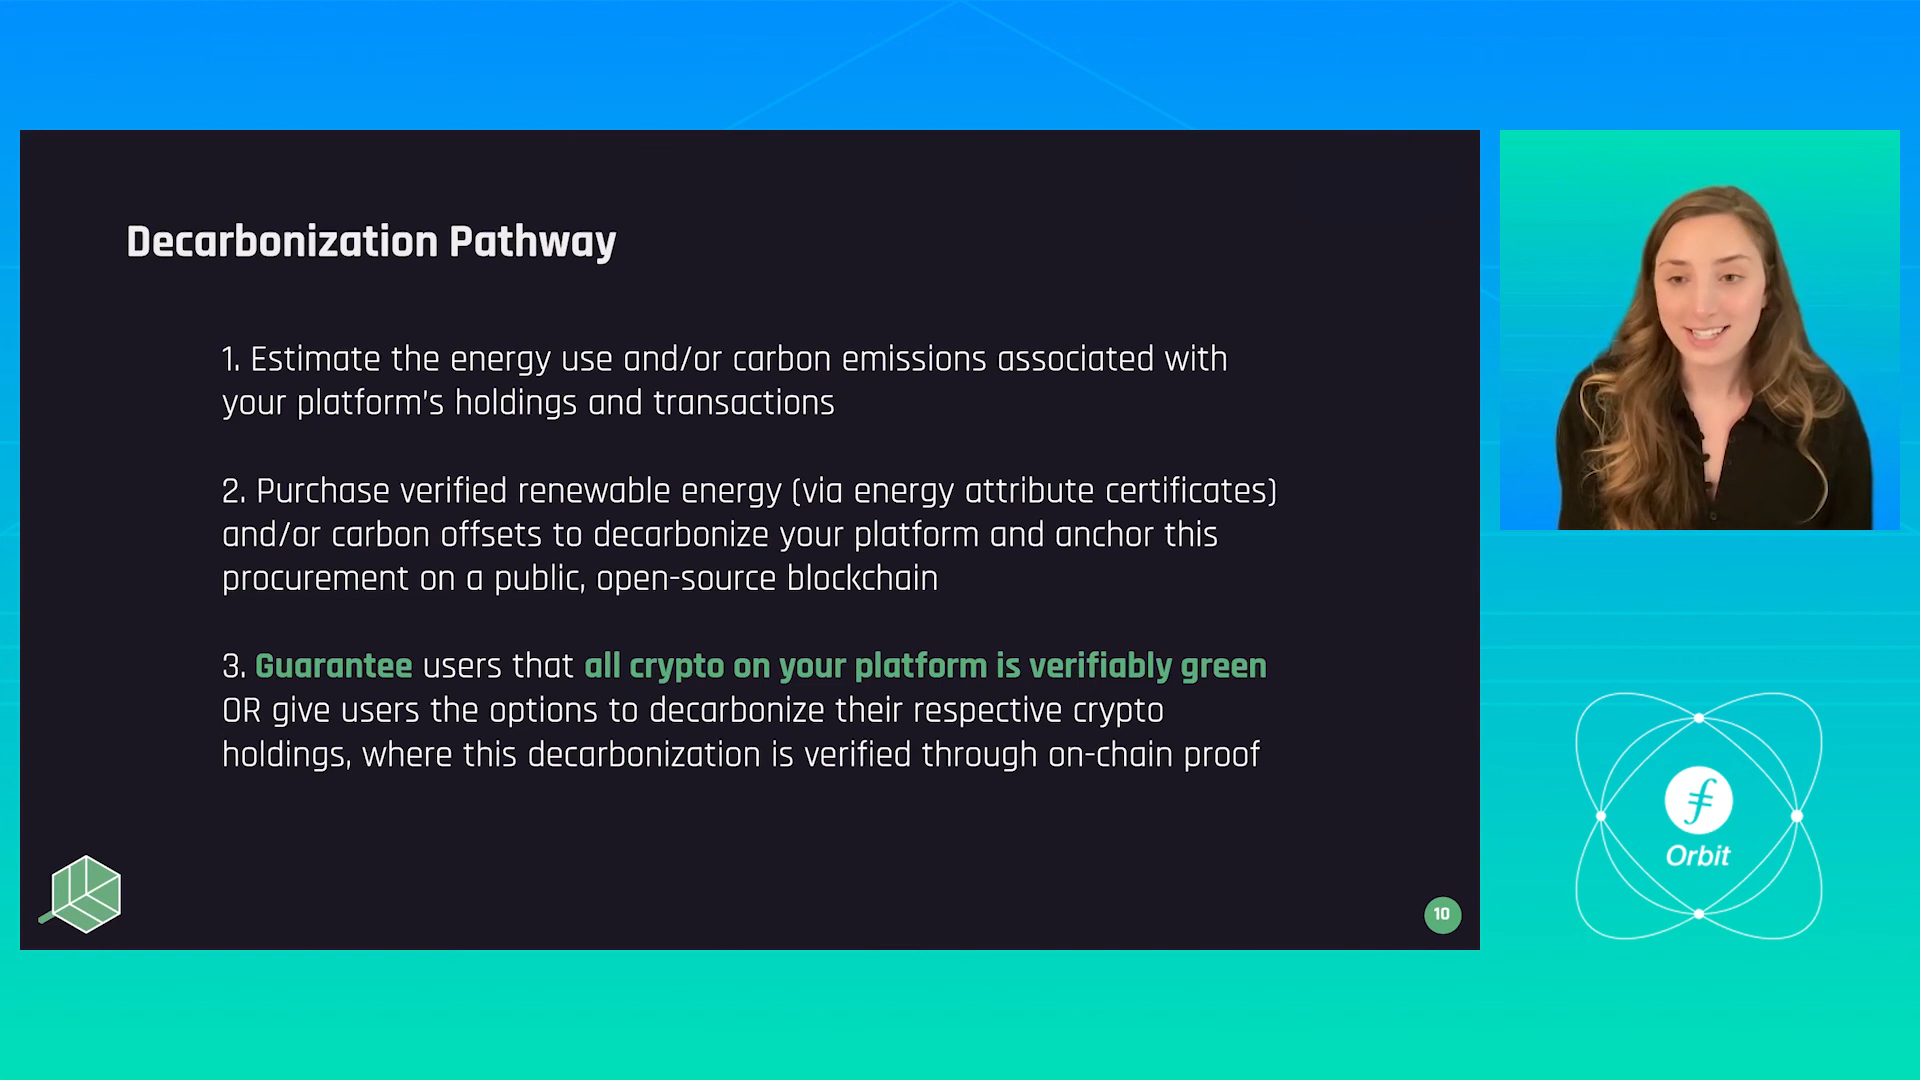 Decarbonization Pathway
1. Estimate the energy use and/or carbon emissions associated with
your platform's holdings and transactions
2. Purchase verified renewable energy (via energy attribute certificates)
and/or carbon offsets to decarbonize your platform and anchor this
procurement on a public, open-source blockchain
3. Guarantee users that all crypto on your platform is verifiably green
OR give users the options to decarbonize their respective crypto
holdings, where this decarbonization is verified through on-chain proof
10
Orbit